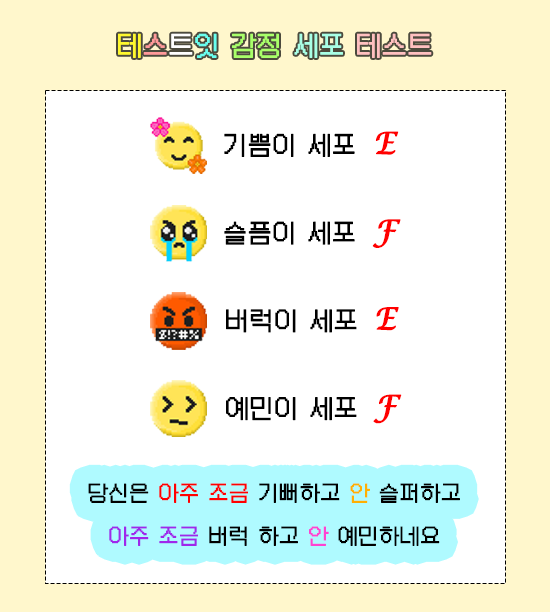 테스트잇 감정 세포 테스트
기쁨이 세포 E
슬픔이 세포 F
버럭이 세포 E
$!?#%
예민이 세포 F
당신은 아주 조금 기뻐하고 안 슬퍼하고
아주 조금 버럭 하고 안 예민하네요